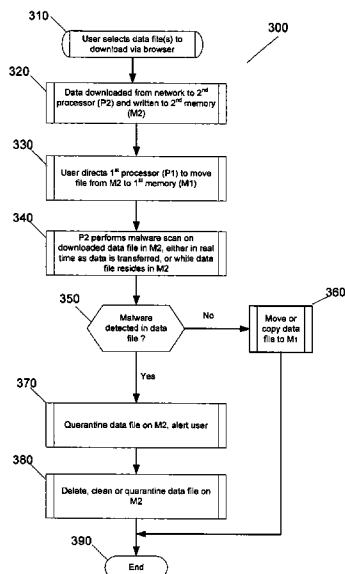 310
User selects data file(s) to
download via browser
300
320
Data downloaded from network to 2nd
processor (P2) and written to 2nd memory
(M2)
330
User directs 1st processor (P1) to move
file from M2 to 1st memory (M1)
340
P2 performs malware scan on
downloaded data file in M2, either in real
time as data is transferred, or while data
file resides in M2
350
Malware
detected in data
file ?
No
360
Move or
copy data
file to M1
Yes
370
Quarantine data file on M2, alert user
380
Delete, clean or quarantine data file on
M2
390
End